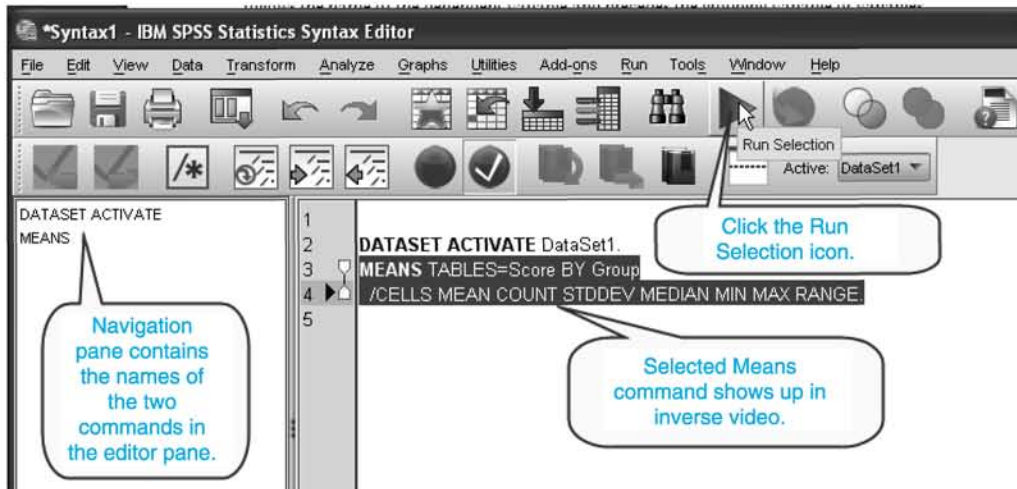 *Syntax1 - IBM SPSS Statistics Syntax Editor
File Edit View Data Transform Analyze Graphs Utilities Add-ons Run Tools Window Help
Run Selection
Active: DataSet1
DATASET ACTIVATE
MEANS
1
2 DATASET ACTIVATE DataSet1.
3 MEANS TABLES=Score BY Group
4 /CELLS MEAN COUNT STDDEV MEDIAN MIN MAX RANGE.
5
Click the Run
Selection icon.
Navigation
pane contains
the names of
the two
commands in
the editor pane.
Selected Means
command shows up in
inverse video.